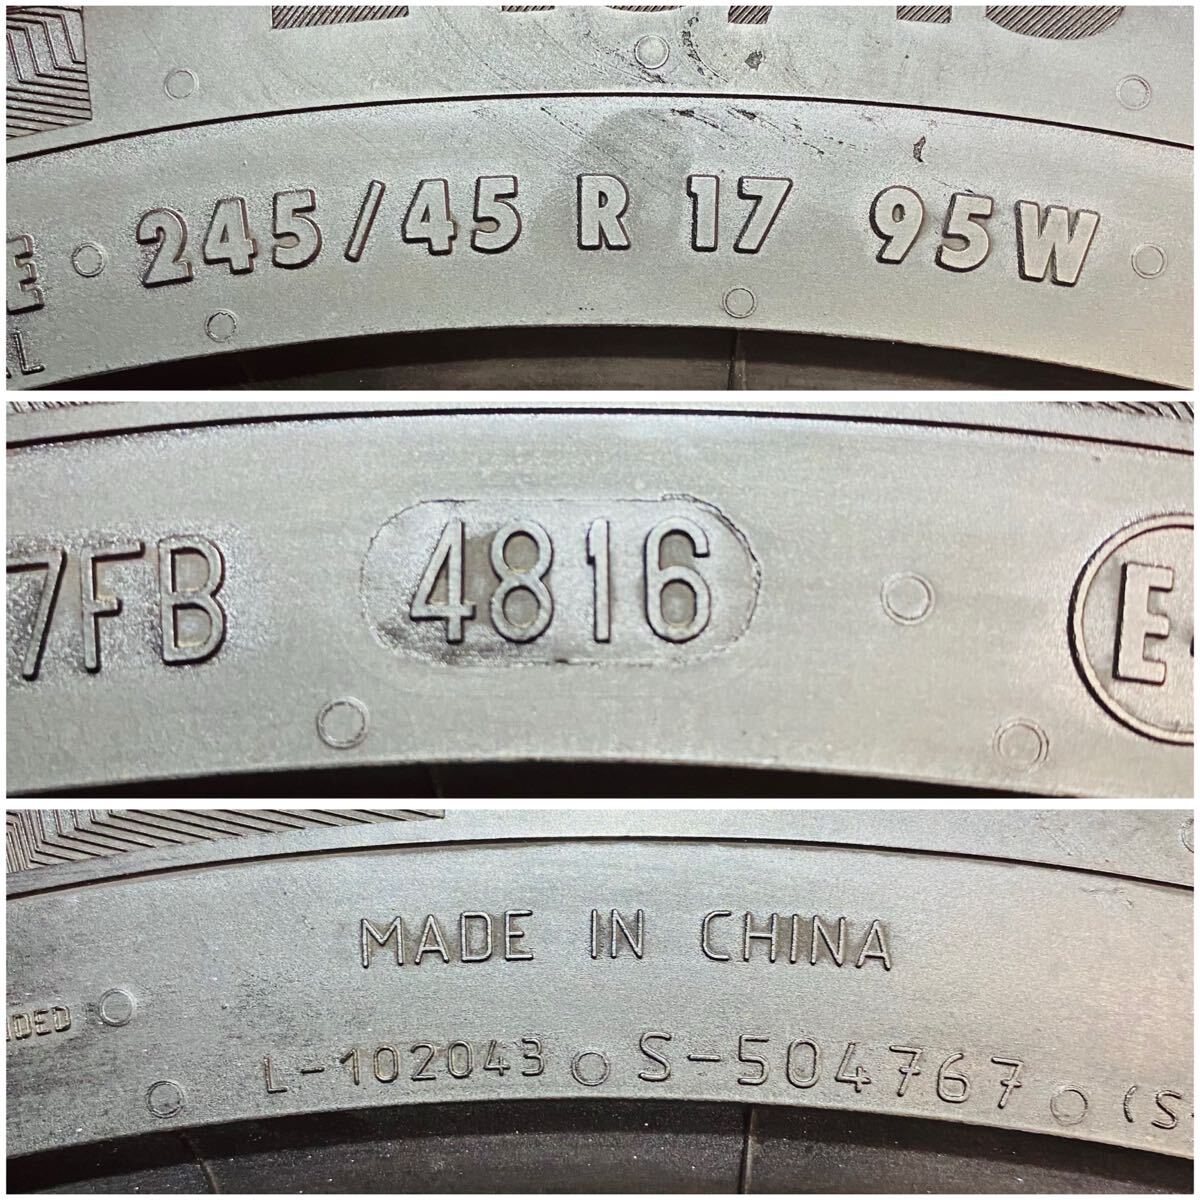 245/45 R 17 95W
7FB 4816 E
MADE IN CHINA
L-102043 S-504767 (S